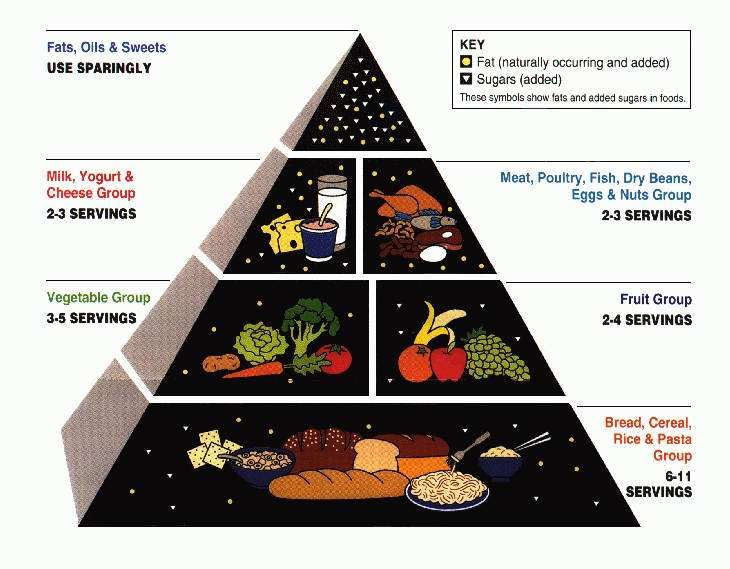 Fats, Oils & Sweets
USE SPARINGLY
KEY
Fat (naturally occurring and added)
Sugars (added)
These symbols show fats and added sugars in foods.
Milk, Yogurt &
Cheese Group
2-3 SERVINGS
Meat, Poultry, Fish, Dry Beans,
Eggs & Nuts Group
2-3 SERVINGS
Vegetable Group
3-5 SERVINGS
Fruit Group
2-4 SERVINGS
Bread, Cereal,
Rice & Pasta
Group
6-11
SERVINGS